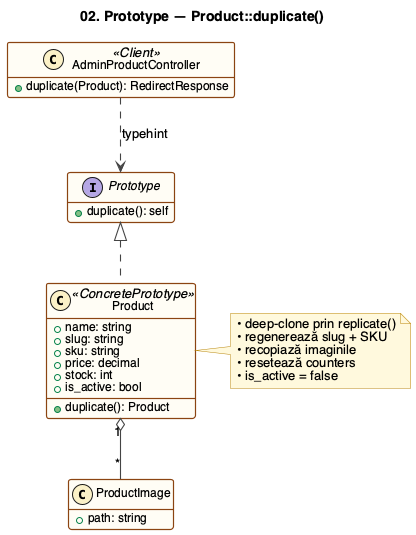 02. Prototype — Product::duplicate()
C
«Client»
AdminProductController
duplicate(Product): RedirectResponse
typehint
I
Prototype
duplicate(): self
C
«ConcretePrototype»
Product
name: string
slug: string
sku: string
price: decimal
stock: int
is_active: bool
duplicate(): Product
• deep-clone prin replicate()
• regenerează slug + SKU
• recopiază imaginile
• resetează counters
• is_active = false
1
*
C
ProductImage
path: string